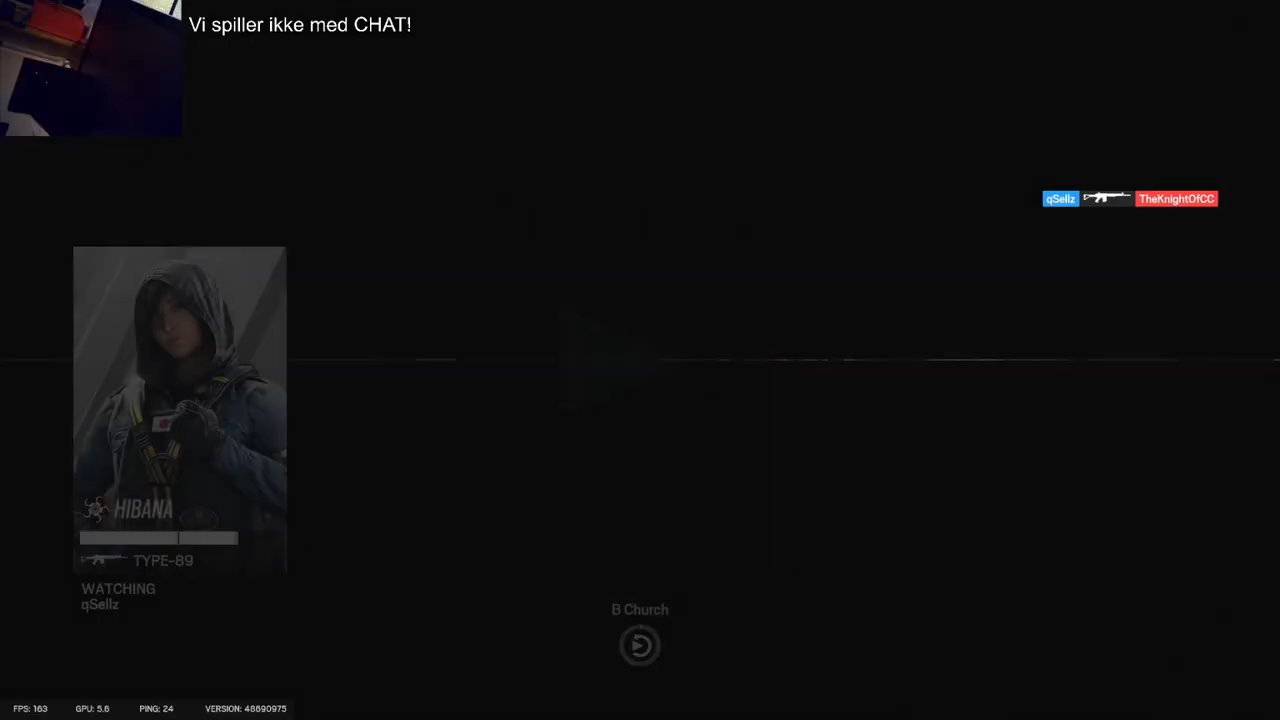 Vi spiller ikke med CHAT!
qSellz TheKnightOfCC
HIBANA
TYPE-89
WATCHING
qSellz
B Church
FPS: 163 GPU: 5.6 PING: 24 VERSION: 48690975